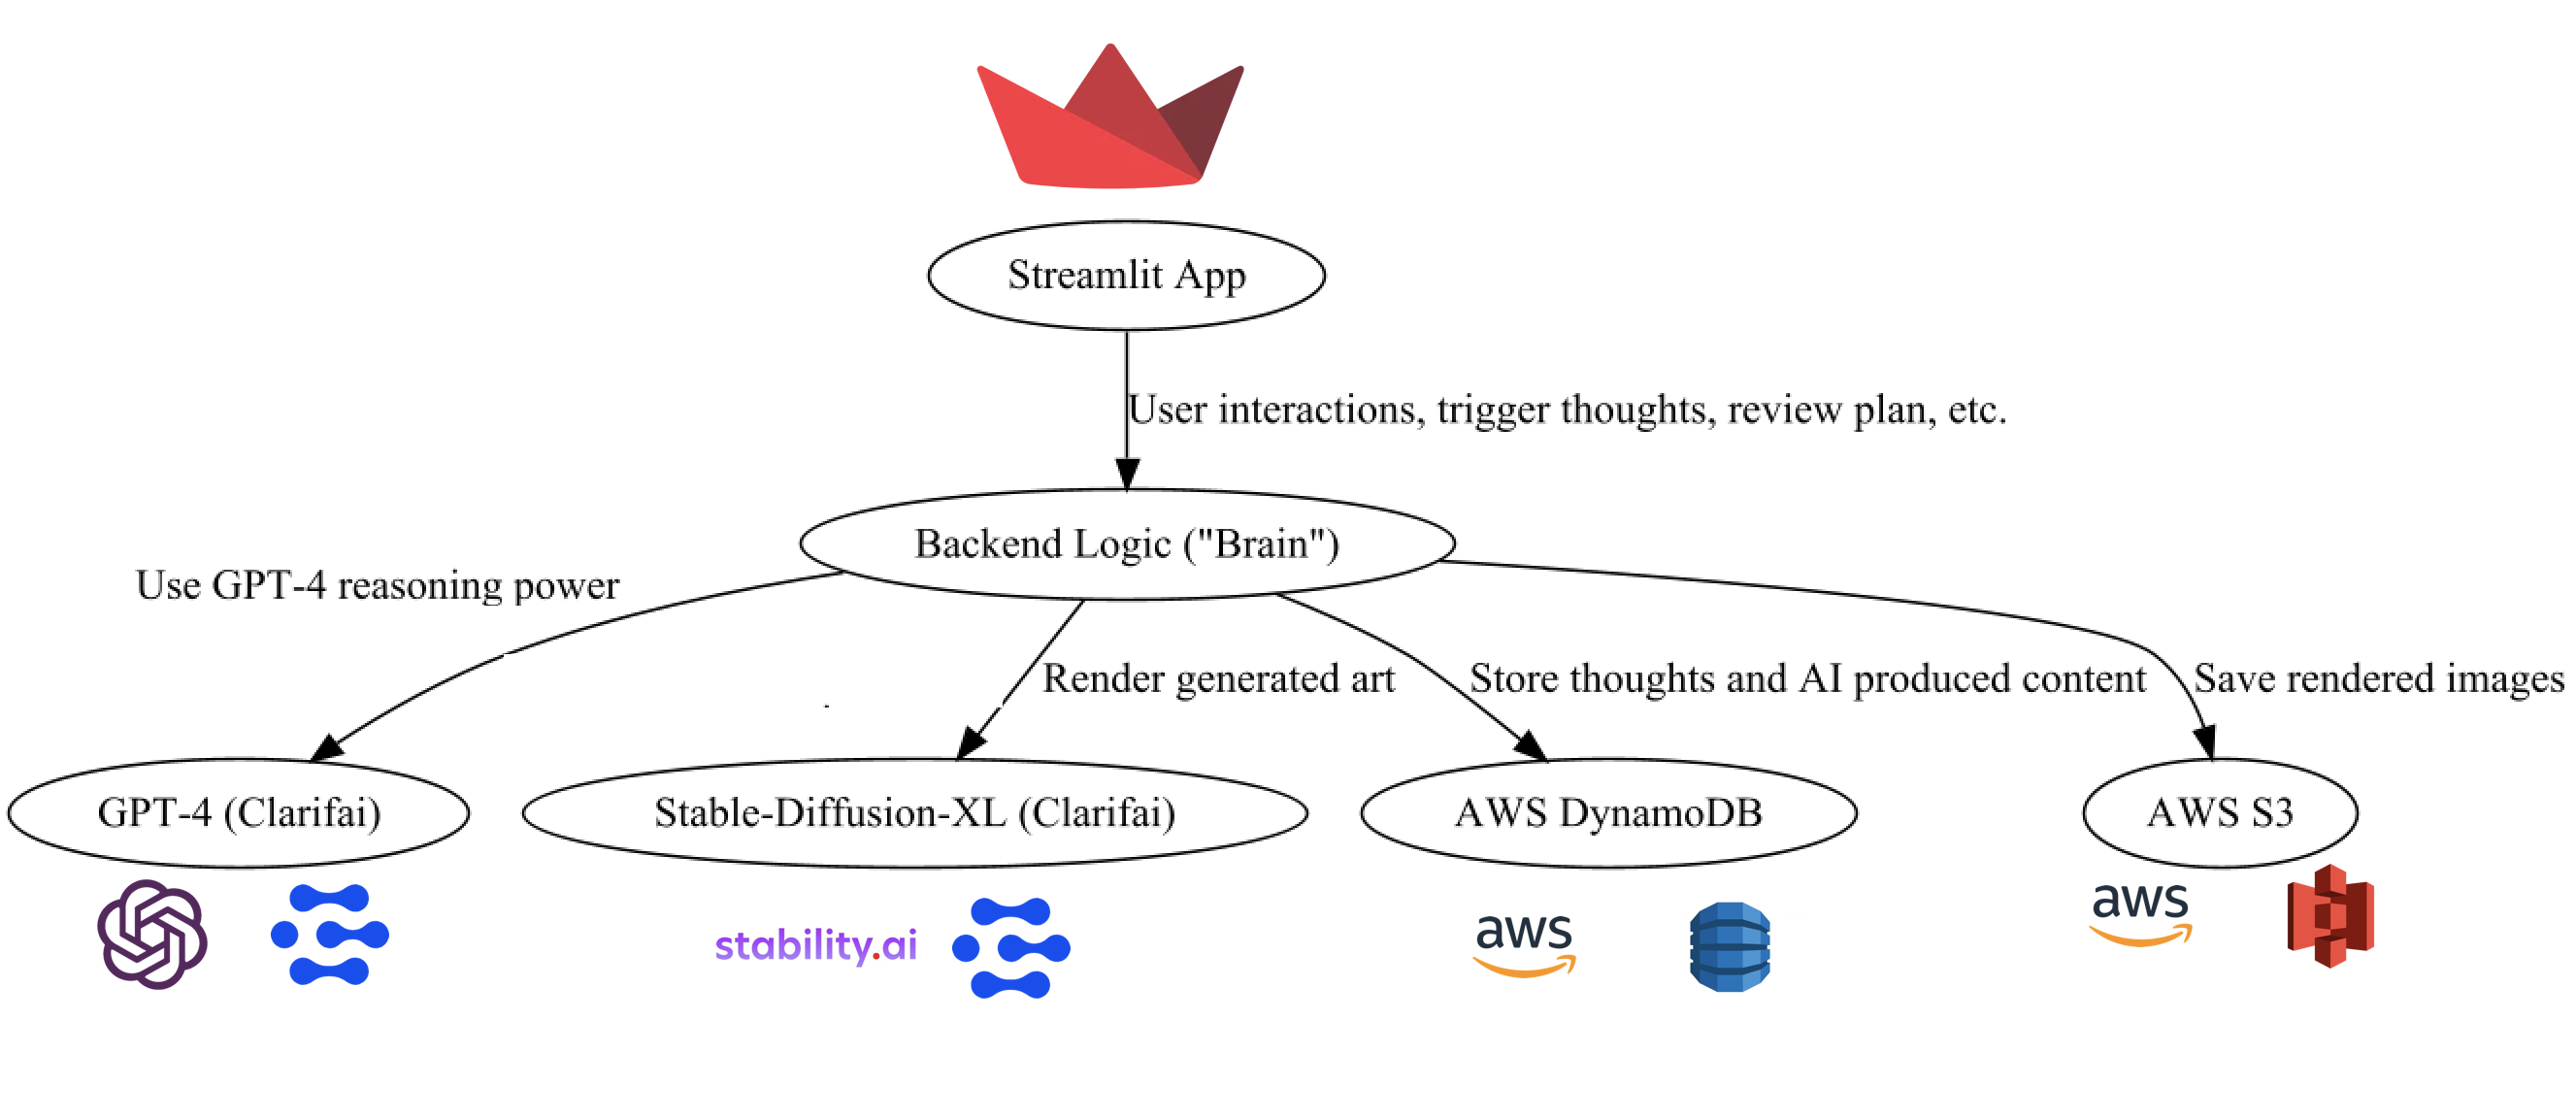 Streamlit App
User interactions, trigger thoughts, review plan, etc.
Backend Logic ("Brain")
Use GPT-4 reasoning power
Render generated art
Store thoughts and AI produced content
Save rendered images
GPT-4 (Clarifai)
Stable-Diffusion-XL (Clarifai)
AWS DynamoDB
AWS S3
stability.ai
aws
aws